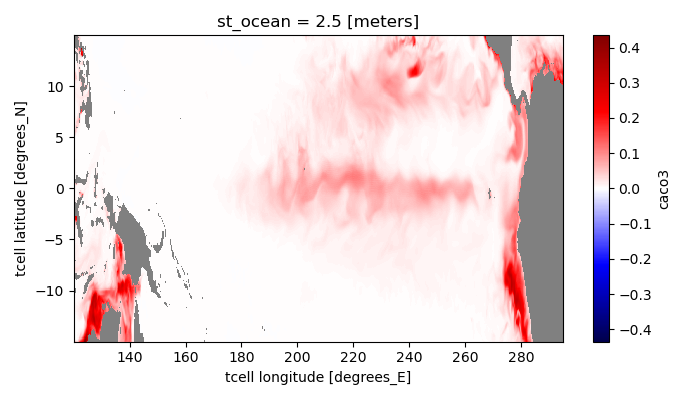 st_ocean = 2.5 [meters]
tcell latitude [degrees_N]
10
5
0
−5
−10
140 160 180 200 220 240 260 280
tcell longitude [degrees_E]
0.4
0.3
0.2
0.1
0.0
−0.1
−0.2
−0.3
−0.4
caco3